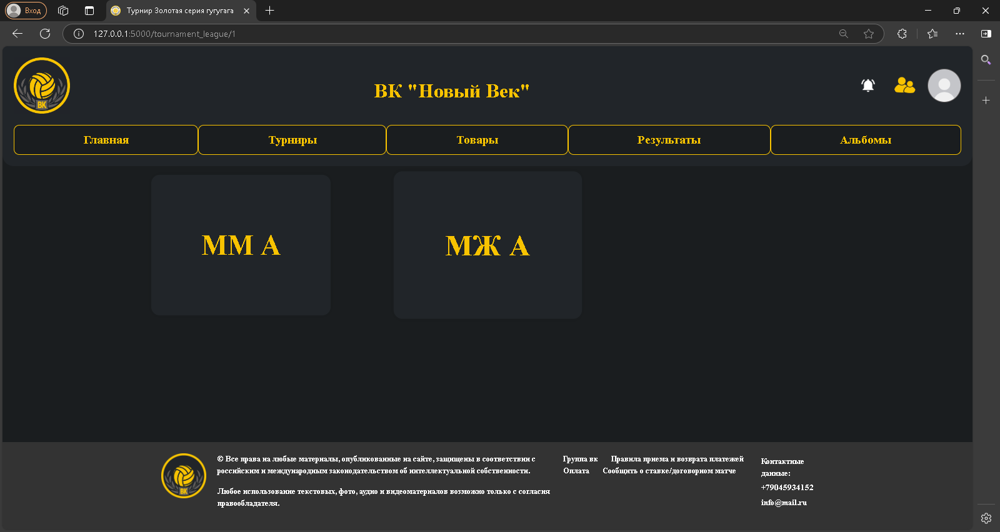 Вход
Турнир Золотая серия гугугага
127.0.0.1:5000/tournament_league/1
ВК
ВК "Новый Век"
Главная
Турниры
Товары
Результаты
Альбомы
ММ А
МЖ А
ВК
© Все права на любые материалы, опубликованные на сайте, защищены в соответствии с
российским и международным законодательством об интеллектуальной собственности.
Любое использование текстовых, фото, аудио и видеоматериалов возможно только с согласия
правообладателя.
Группа вк Правила приема и возврата платежей
Оплата Сообщить о ставке/договорном матче
Контактные
данные:
+79045934152
info@mail.ru